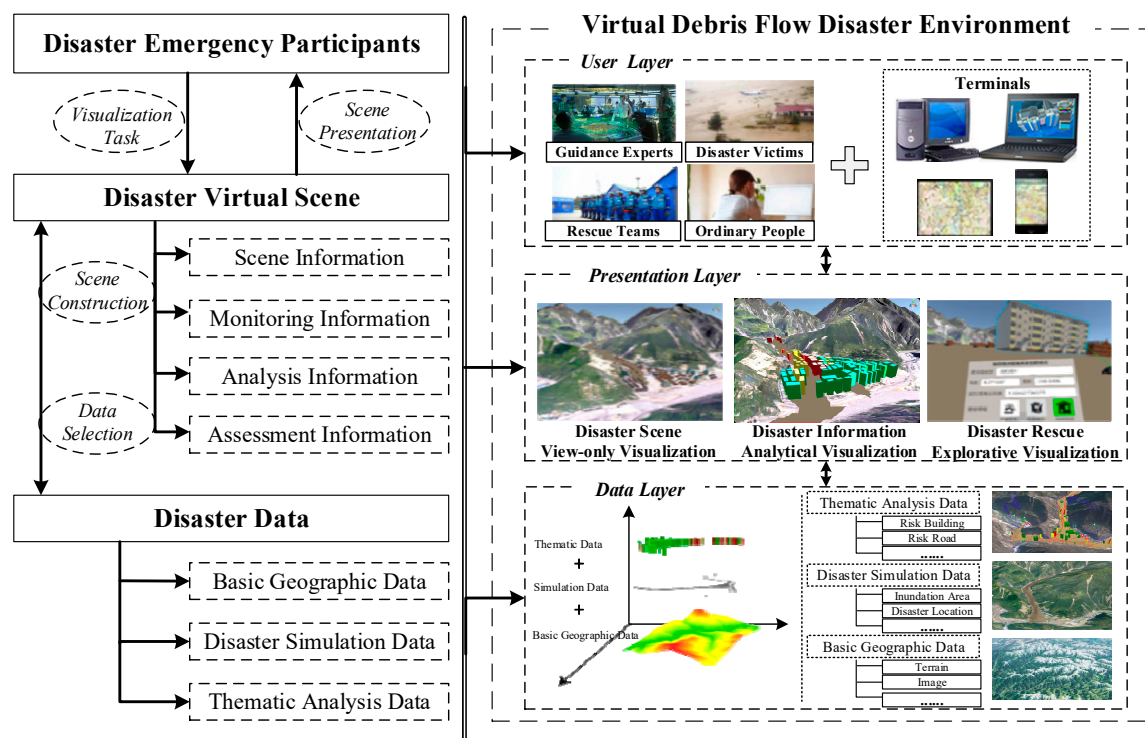 Disaster Emergency Participants
Visualization
Task
Scene
Presentation
Disaster Virtual Scene
Scene
Construction
Scene Information
Monitoring Information
Analysis Information
Data
Selection
Assessment Information
Disaster Data
Basic Geographic Data
Disaster Simulation Data
Thematic Analysis Data
Virtual Debris Flow Disaster Environment
User Layer
Guidance Experts
Disaster Victims
Rescue Teams
Ordinary People
Terminals
Presentation Layer
Disaster Scene
View-only Visualization
Disaster Information
Analytical Visualization
Disaster Rescue
Explorative Visualization
Data Layer
Thematic Data
+
Simulation Data
+
Basic Geographic Data
Thematic Analysis Data
Risk Building
Risk Road
......
Disaster Simulation Data
Inundation Area
Disaster Location
......
Basic Geographic Data
Terrain
Image
......